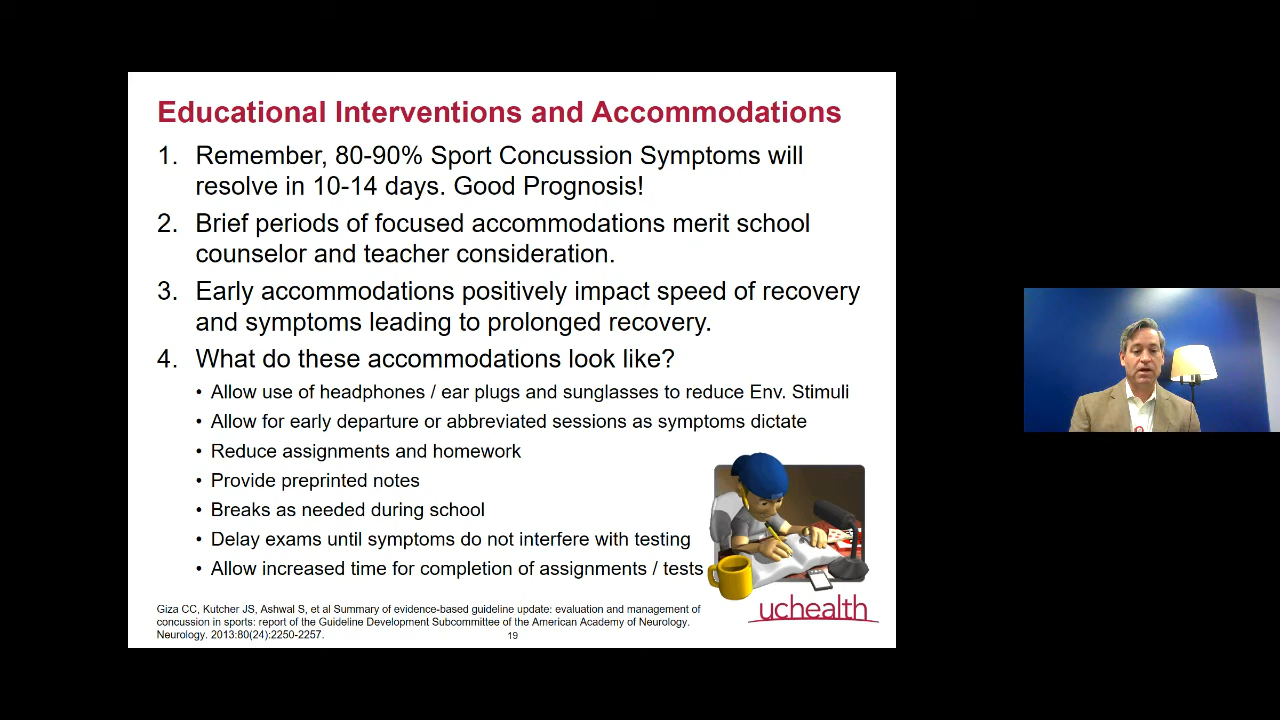 Educational Interventions and Accommodations
1. Remember, 80-90% Sport Concussion Symptoms will
resolve in 10-14 days. Good Prognosis!
2. Brief periods of focused accommodations merit school
counselor and teacher consideration.
3. Early accommodations positively impact speed of recovery
and symptoms leading to prolonged recovery.
4. What do these accommodations look like?
• Allow use of headphones / ear plugs and sunglasses to reduce Env. Stimuli
• Allow for early departure or abbreviated sessions as symptoms dictate
• Reduce assignments and homework
• Provide preprinted notes
• Breaks as needed during school
• Delay exams until symptoms do not interfere with testing
• Allow increased time for completion of assignments / tests
Giza CC, Kutcher JS, Ashwal S, et al Summary of evidence-based guideline update: evaluation and management of
concussion in sports: report of the Guideline Development Subcommittee of the American Academy of Neurology.
Neurology. 2013:80(24):2250-2257.
19
uchealth